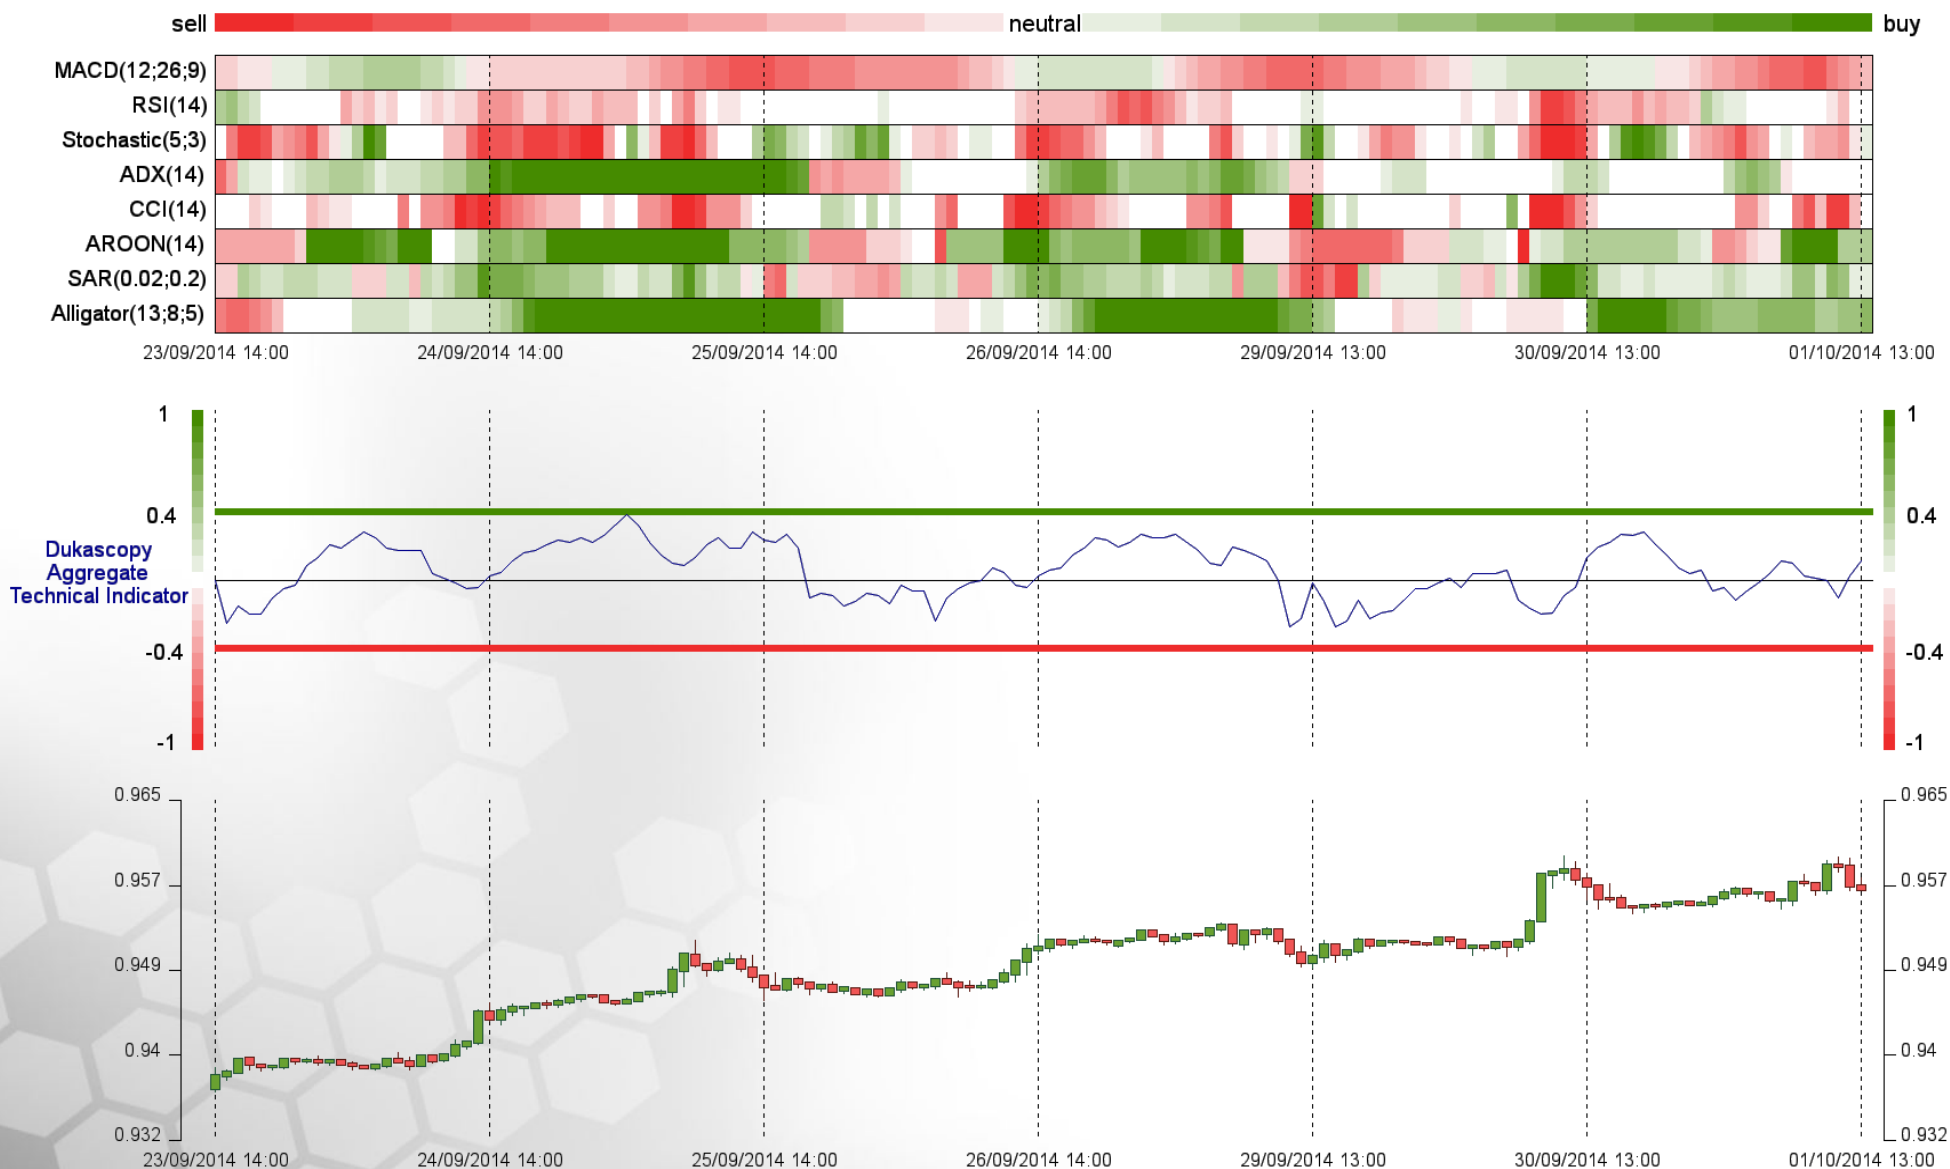 sell neutral buy
MACD(12;26;9)
RSI(14)
Stochastic(5;3)
ADX(14)
CCI(14)
AROON(14)
SAR(0.02;0.2)
Alligator(13;8;5)
23/09/2014 14:00 24/09/2014 14:00 25/09/2014 14:00 26/09/2014 14:00 29/09/2014 13:00 30/09/2014 13:00 01/10/2014 13:00
1 1
0.4 0.4
Dukascopy
Aggregate
Technical Indicator
-0.4 -0.4
-1 -1
0.965 0.965
0.957 0.957
0.949 0.949
0.94 0.94
0.932 0.932
23/09/2014 14:00 24/09/2014 14:00 25/09/2014 14:00 26/09/2014 14:00 29/09/2014 13:00 30/09/2014 13:00 01/10/2014 13:00